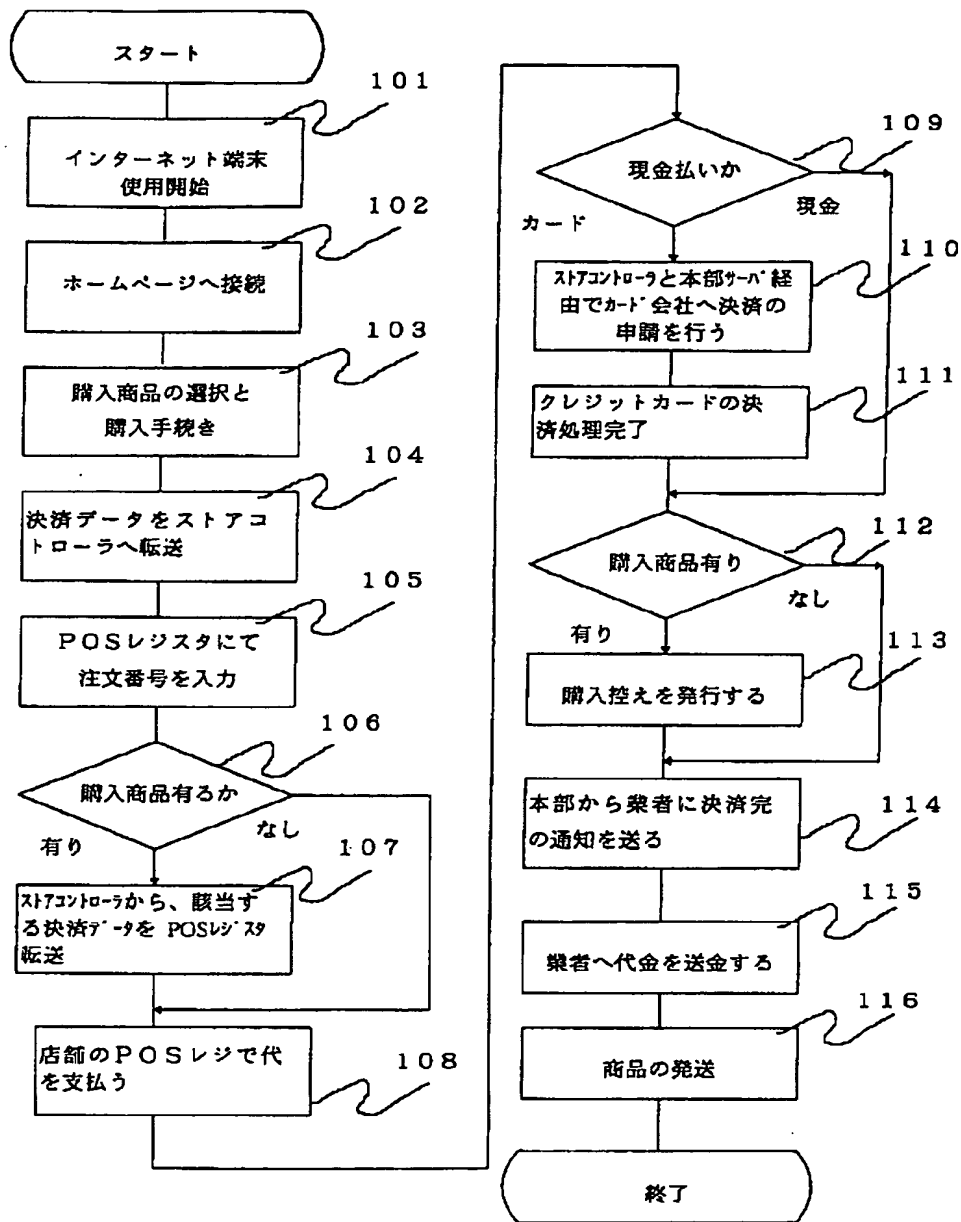 スタート
101
インターネット端末
使用開始
102
ホームページへ接続
103
購入商品の選択と
購入手続き
104
決済データをストアコ
トローラへ転送
105
POSレジスタにて
注文番号を入力
106
購入商品有るか
有り
なし
107
ストアコントローラから、該当す
る決済データを POSレジスタ
転送
店舗のPOSレジで代
を支払う
108
109
現金払いか
カード
現金
110
ストアコントローラと本部サーバ経
由でカード会社へ決済の
申請を行う
111
クレジットカードの決
済処理完了
112
購入商品有り
なし
有り
113
購入控えを発行する
本部から業者に決済完
の通知を送る
114
115
業者へ代金を送金する
116
商品の発送
終了